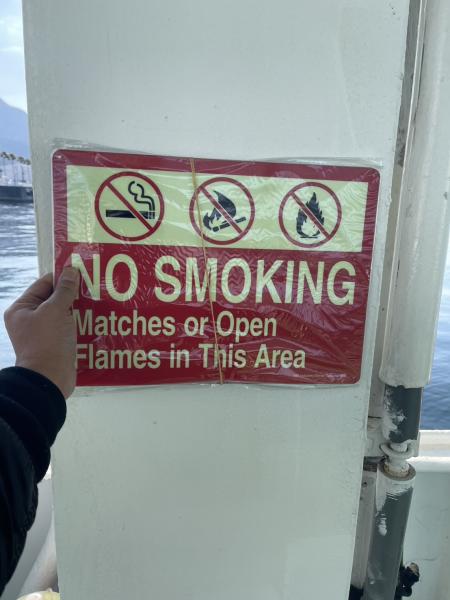 NO SMOKING
Matches or Open
Flames in This Area